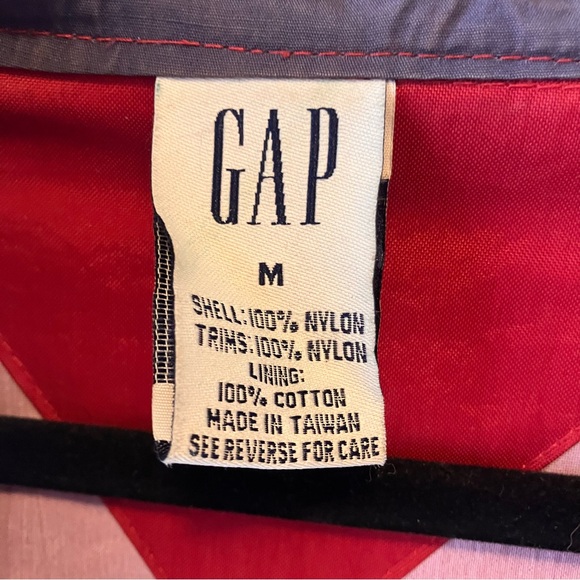 GAP
M
SHELL:100% NYLON
TRIMS:100% NYLON
LINING:
100% COTTON
MADE IN TAIWAN
SEE REVERSE FOR CARE